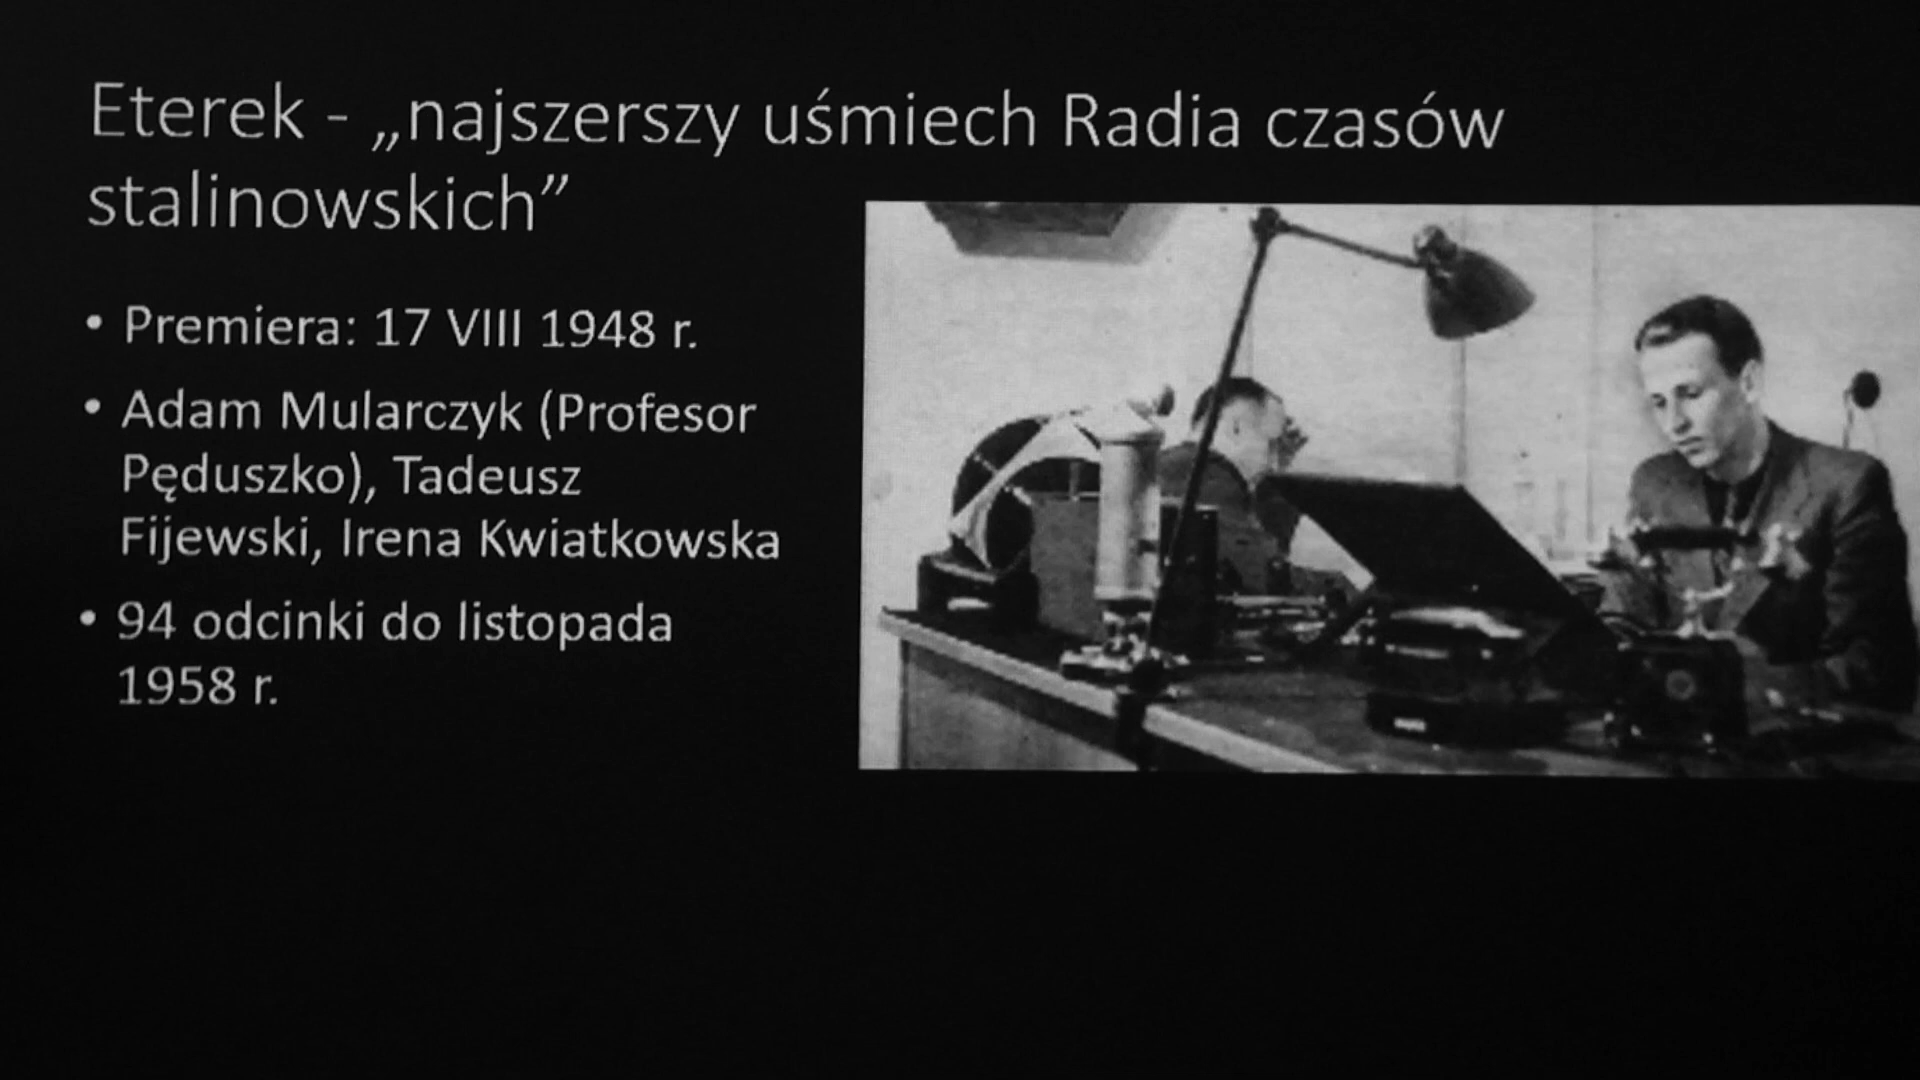 Eterek - „najszerszy uśmiech Radia czasów
stalinowskich”
• Premiera: 17 VIII 1948 r.
• Adam Mularczyk (Profesor
Pęduszko), Tadeusz
Fijewski, Irena Kwiatkowska
• 94 odcinki do listopada
1958 r.